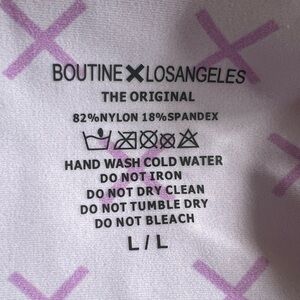 BOUTINE X LOSANGELES
THE ORIGINAL
82%NYLON 18%SPANDEX
HAND WASH COLD WATER
DO NOT IRON
DO NOT DRY CLEAN
DO NOT TUMBLE DRY
DO NOT BLEACH
L/L